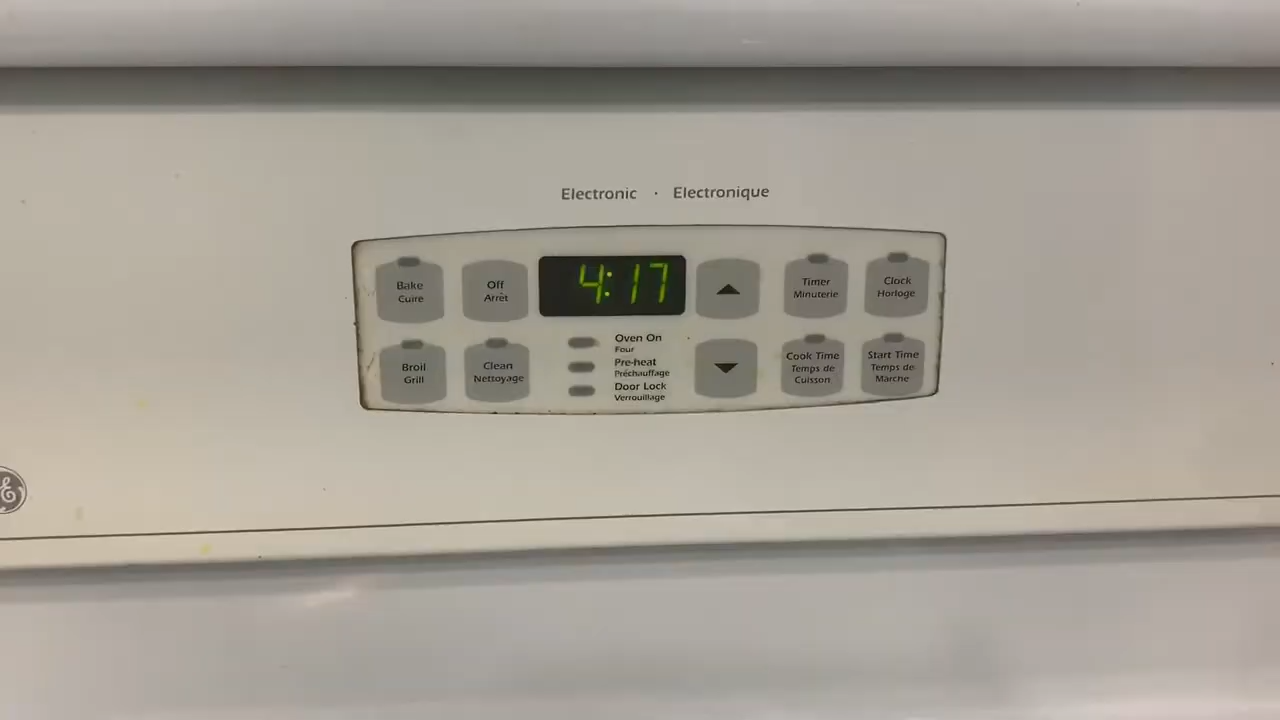 Electronic · Electronique
Bake
Cuire
Off
Arrêt
4:17
Timer
Minuterie
Clock
Horloge
Broil
Grill
Clean
Nettoyage
Oven On
Four
Pre-heat
Préchauffage
Door Lock
Verrouillage
Cook Time
Temps de
Cuisson
Start Time
Temps de
Marche
GE